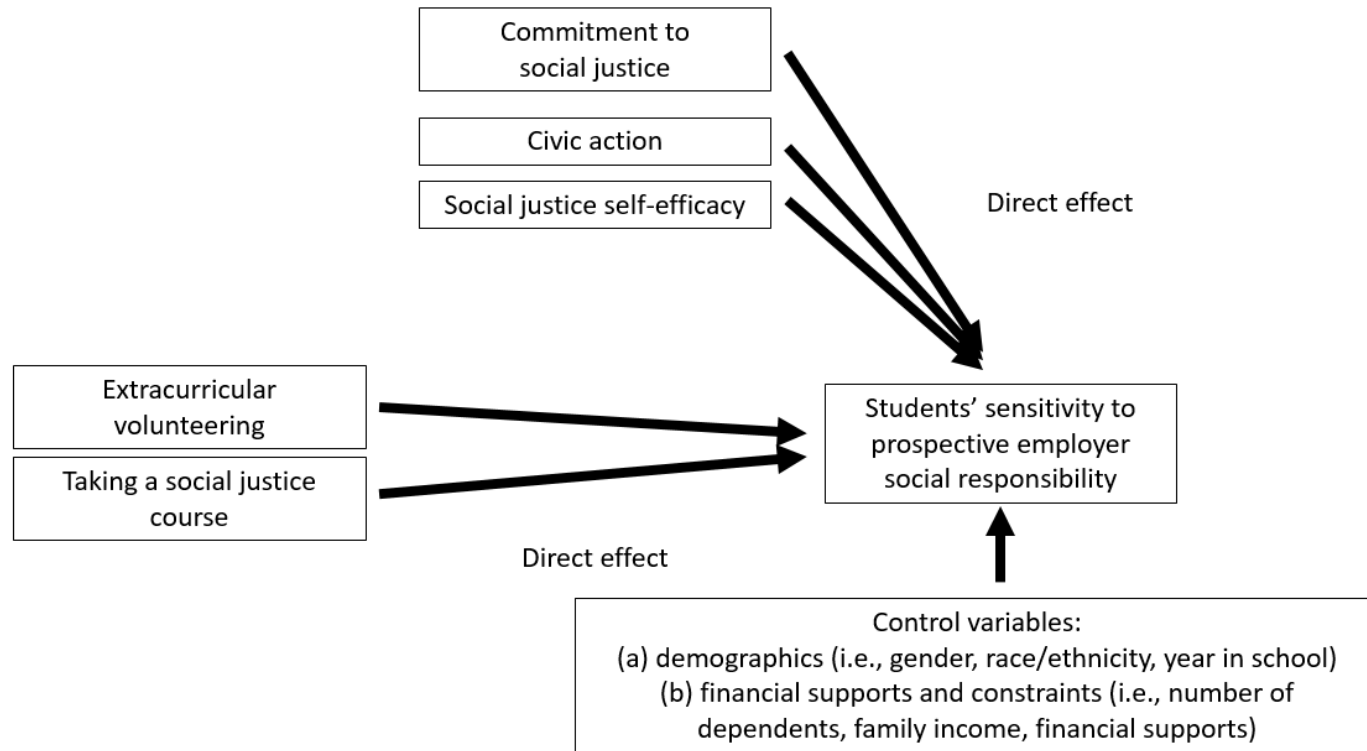 Commitment to
social justice
Civic action
Social justice self-efficacy
Direct effect
Extracurricular
volunteering
Taking a social justice
course
Students’ sensitivity to
prospective employer
social responsibility
Direct effect
Control variables:
(a) demographics (i.e., gender, race/ethnicity, year in school)
(b) financial supports and constraints (i.e., number of
dependents, family income, financial supports)